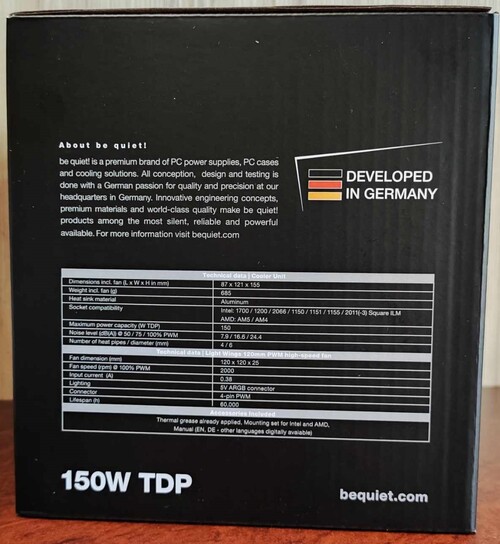 About be quiet!
be quiet! is a premium brand of PC power supplies, PC cases
and cooling solutions. All conception, design and testing is
done with a German passion for quality and precision at our
headquarters in Germany. Innovative engineering concepts,
premium materials and world-class quality make be quiet!
products among the most silent, reliable and powerful
available. For more information visit bequiet.com
DEVELOPED
IN GERMANY
Technical data | Cooler Unit
Dimensions incl. fan (L x W x H in mm) 87 x 121 x 155
Weight incl. fan (g) 685
Heat sink material Aluminum
Socket compatibility Intel: 1700 / 1200 / 2066 / 1150 / 1151 / 1155 / 2011(-3) Square ILM
AMD: AM5 / AM4
Maximum power capacity (W TDP) 150
Noise level (dB(A)) @ 50 / 75 / 100% PWM 7.9 / 16.6 / 24.4
Number of heat pipes / diameter (mm) 4 / 6
Technical data | Light Wings 120mm PWM high-speed fan
Fan dimension (mm) 120 x 120 x 25
Fan speed (rpm) @ 100% PWM 2000
Input current (A) 0.38
Lighting 5V ARGB connector
Connector 4-pin PWM
Lifespan (h) 60,000
Accessories included
Thermal grease already applied, Mounting set for Intel and AMD,
Manual (EN, DE - other languages digitally available)
150W TDP
bequiet.com